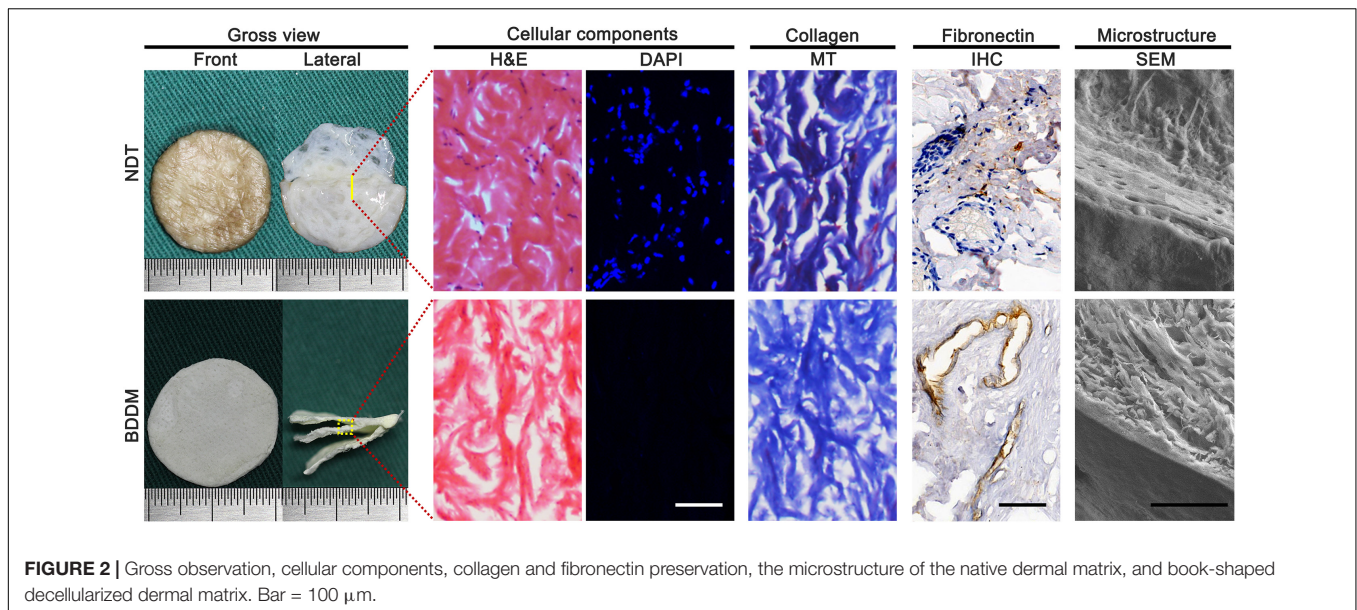 Gross view Cellular components Collagen Fibronectin Microstructure
Front Lateral H&E DAPI MT IHC SEM
NDT
BDDM
FIGURE 2 | Gross observation, cellular components, collagen and fibronectin preservation, the microstructure of the native dermal matrix, and book-shaped
decellularized dermal matrix. Bar = 100 μm.